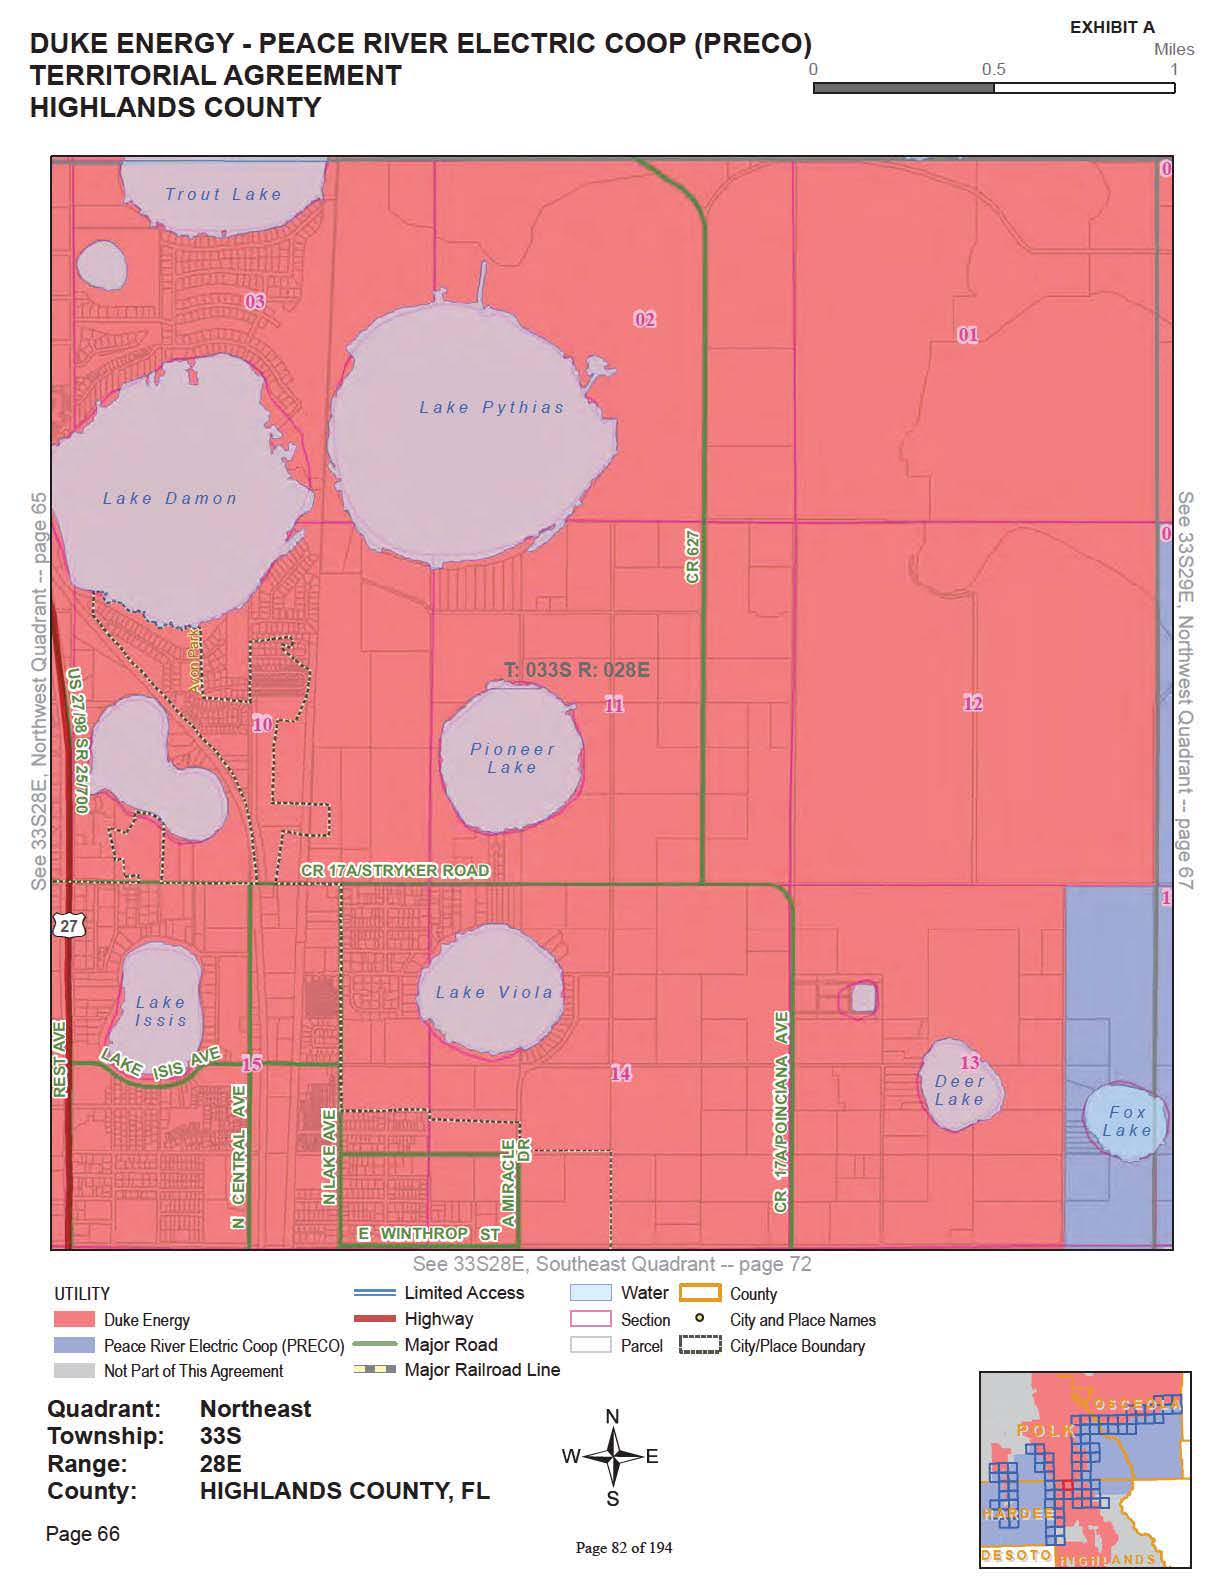 EXHIBIT A
DUKE ENERGY - PEACE RIVER ELECTRIC COOP (PRECO)
TERRITORIAL AGREEMENT
HIGHLANDS COUNTY
Miles
0 0.5 1
Trout Lake
0
03
02
01
Lake Pythias
Lake Damon
See 33S28E, Northwest Quadrant -- page 65
See 33S29E, Northwest Quadrant -- page 67
0
CR 627
Avon Park
T: 033S R: 028E
US 27/98 SR 25/700
10
11
12
Pioneer
Lake
CR 17A/STRYKER ROAD
27
1
Lake
Issis
Lake Viola
REST AVE
LAKE ISIS AVE
15
14
13
Deer
Lake
Fox
Lake
N CENTRAL AVE
N LAKE AVE
A MIRACLE
DR
CR 17A/POINCIANA AVE
E WINTHROP ST
See 33S28E, Southeast Quadrant -- page 72
UTILITY
Duke Energy
Peace River Electric Coop (PRECO)
Not Part of This Agreement
Limited Access
Highway
Major Road
Major Railroad Line
Water
Section
Parcel
County
City and Place Names
City/Place Boundary
Quadrant: Northeast
Township: 33S
Range: 28E
County: HIGHLANDS COUNTY, FL
Page 66
N
W E
S
Page 82 of 194
OSCEOLA
POLK
HARDEE
DESOTO
HIGHLANDS